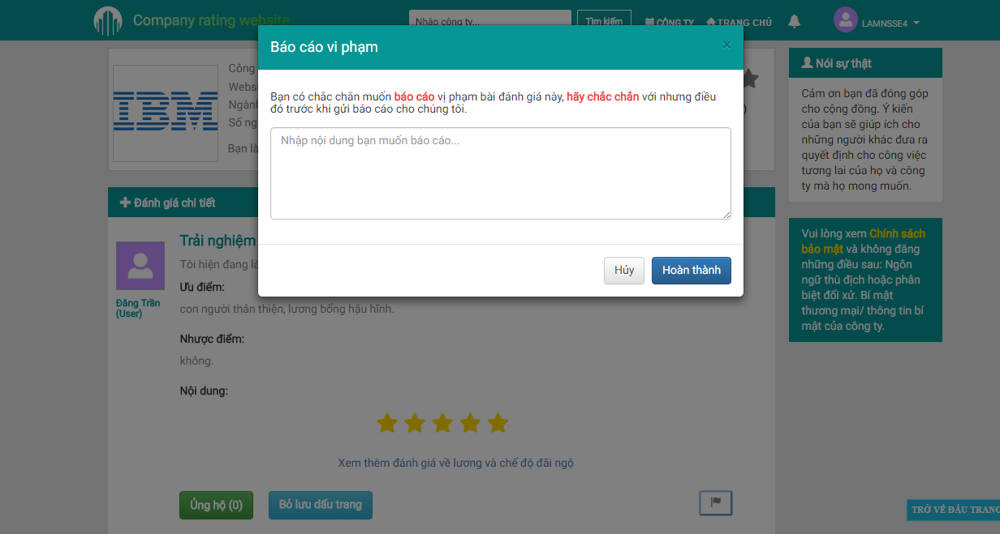 Company rating website
Nhập công ty...
Tìm kiếm
CÔNG TY
TRANG CHỦ
LAMNSSE4
Báo cáo vi phạm
×
Bạn có chắc chắn muốn báo cáo vị phạm bài đánh giá này, hãy chắc chắn với nhưng điều
đó trước khi gửi báo cáo cho chúng tôi.
Nhập nội dung bạn muốn báo cáo...
Hủy
Hoàn thành
IBM
Công
Websi
Ngành
Số ng
Bạn là
)
Nói sự thật
Cảm ơn bạn đã đóng góp
cho cộng đồng. Ý kiến
của bạn sẽ giúp ích cho
những người khác đưa ra
quyết định cho công việc
tương lai của họ và công
ty mà họ mong muốn.
Vui lòng xem Chính sách
bảo mật và không đăng
những điều sau: Ngôn
ngữ thù địch hoặc phân
biệt đối xử. Bí mật
thương mại/ thông tin bí
mật của công ty.
Đánh giá chi tiết
Trải nghiệm
Tôi hiện đang là
Ưu điểm:
con người thân thiện, lương bổng hậu hĩnh.
Đăng Trần
(User)
Nhược điểm:
không.
Nội dung:
Xem thêm đánh giá về lương và chế độ đãi ngộ
Ủng hộ (0)
Bỏ lưu dấu trang
TRỞ VỀ ĐẦU TRANG